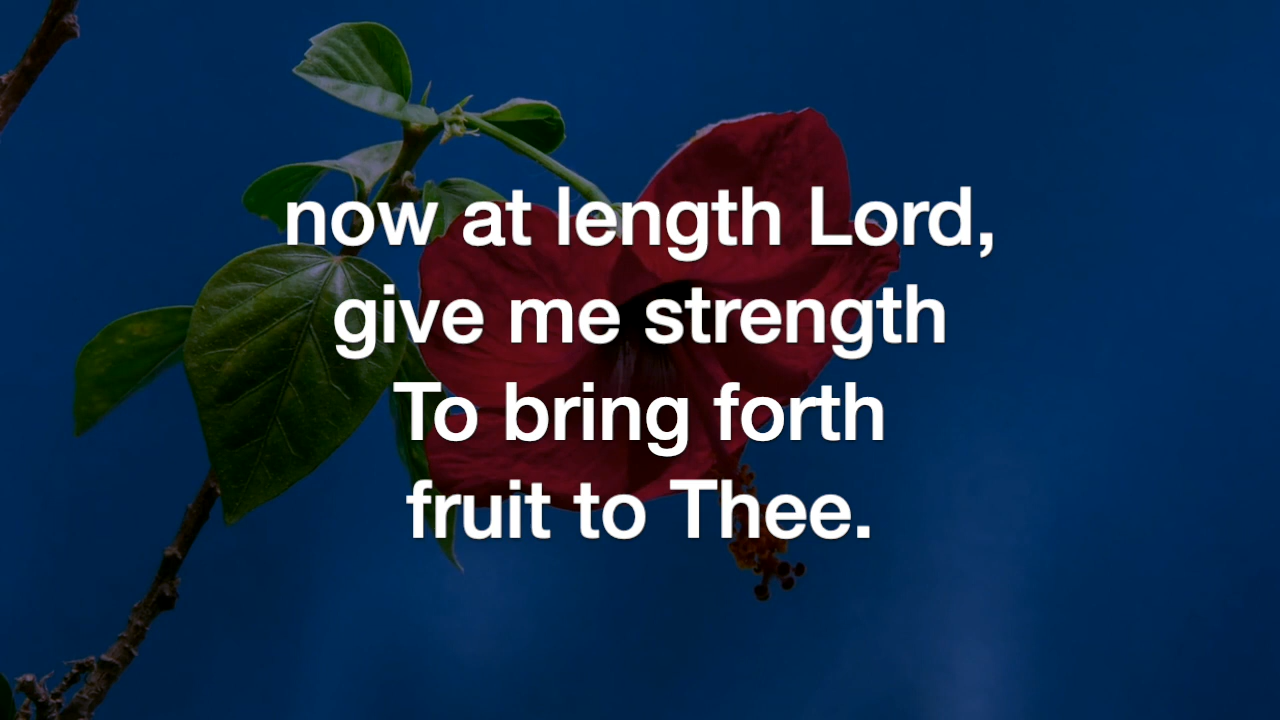 now at length Lord,
give me strength
To bring forth
fruit to Thee.